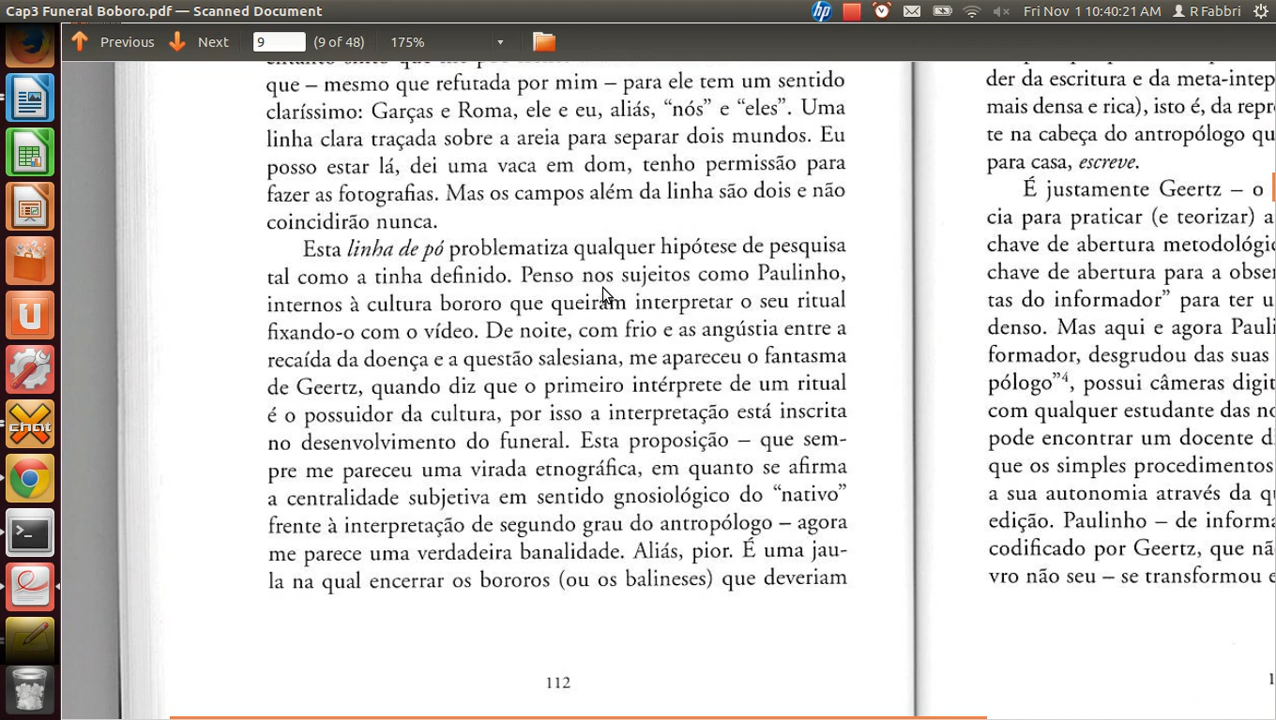 Cap3 Funeral Boboro.pdf — Scanned Document
Fri Nov 1 10:40:21 AM
R Fabbri
Previous
Next
9
(9 of 48)
175%
que – mesmo que refutada por mim – para ele tem um sentido
claríssimo: Garças e Roma, ele e eu, aliás, “nós” e “eles”. Uma
linha clara traçada sobre a areia para separar dois mundos. Eu
posso estar lá, dei uma vaca em dom, tenho permissão para
fazer as fotografias. Mas os campos além da linha são dois e não
coincidirão nunca.
Esta linha de pó problematiza qualquer hipótese de pesquisa
tal como a tinha definido. Penso nos sujeitos como Paulinho,
internos à cultura bororo que queiram interpretar o seu ritual
fixando-o com o vídeo. De noite, com frio e as angústia entre a
recaída da doença e a questão salesiana, me apareceu o fantasma
de Geertz, quando diz que o primeiro intérprete de um ritual
é o possuidor da cultura, por isso a interpretação está inscrita
no desenvolvimento do funeral. Esta proposição – que sem-
pre me pareceu uma virada etnográfica, em quanto se afirma
a centralidade subjetiva em sentido gnosiológico do “nativo”
frente à interpretação de segundo grau do antropólogo – agora
me parece uma verdadeira banalidade. Aliás, pior. É uma jau-
la na qual encerrar os bororos (ou os balineses) que deveriam
112
der da escritura e da meta-intep
mais densa e rica), isto é, da repr
te na cabeça do antropólogo qu
para casa, escreve.
É justamente Geertz – o
cia para praticar (e teorizar) a
chave de abertura metodológic
chave de abertura para a obser
tas do informador” para ter u
denso. Mas aqui e agora Pauli
formador, desgrudou das suas
pólogo”4, possui câmeras digit
com qualquer estudante das no
pode encontrar um docente di
que os simples procedimentos
a sua autonomia através da qu
edição. Paulinho – de informa
codificado por Geertz, que nã
vro não seu – se transformou e
hp
chat